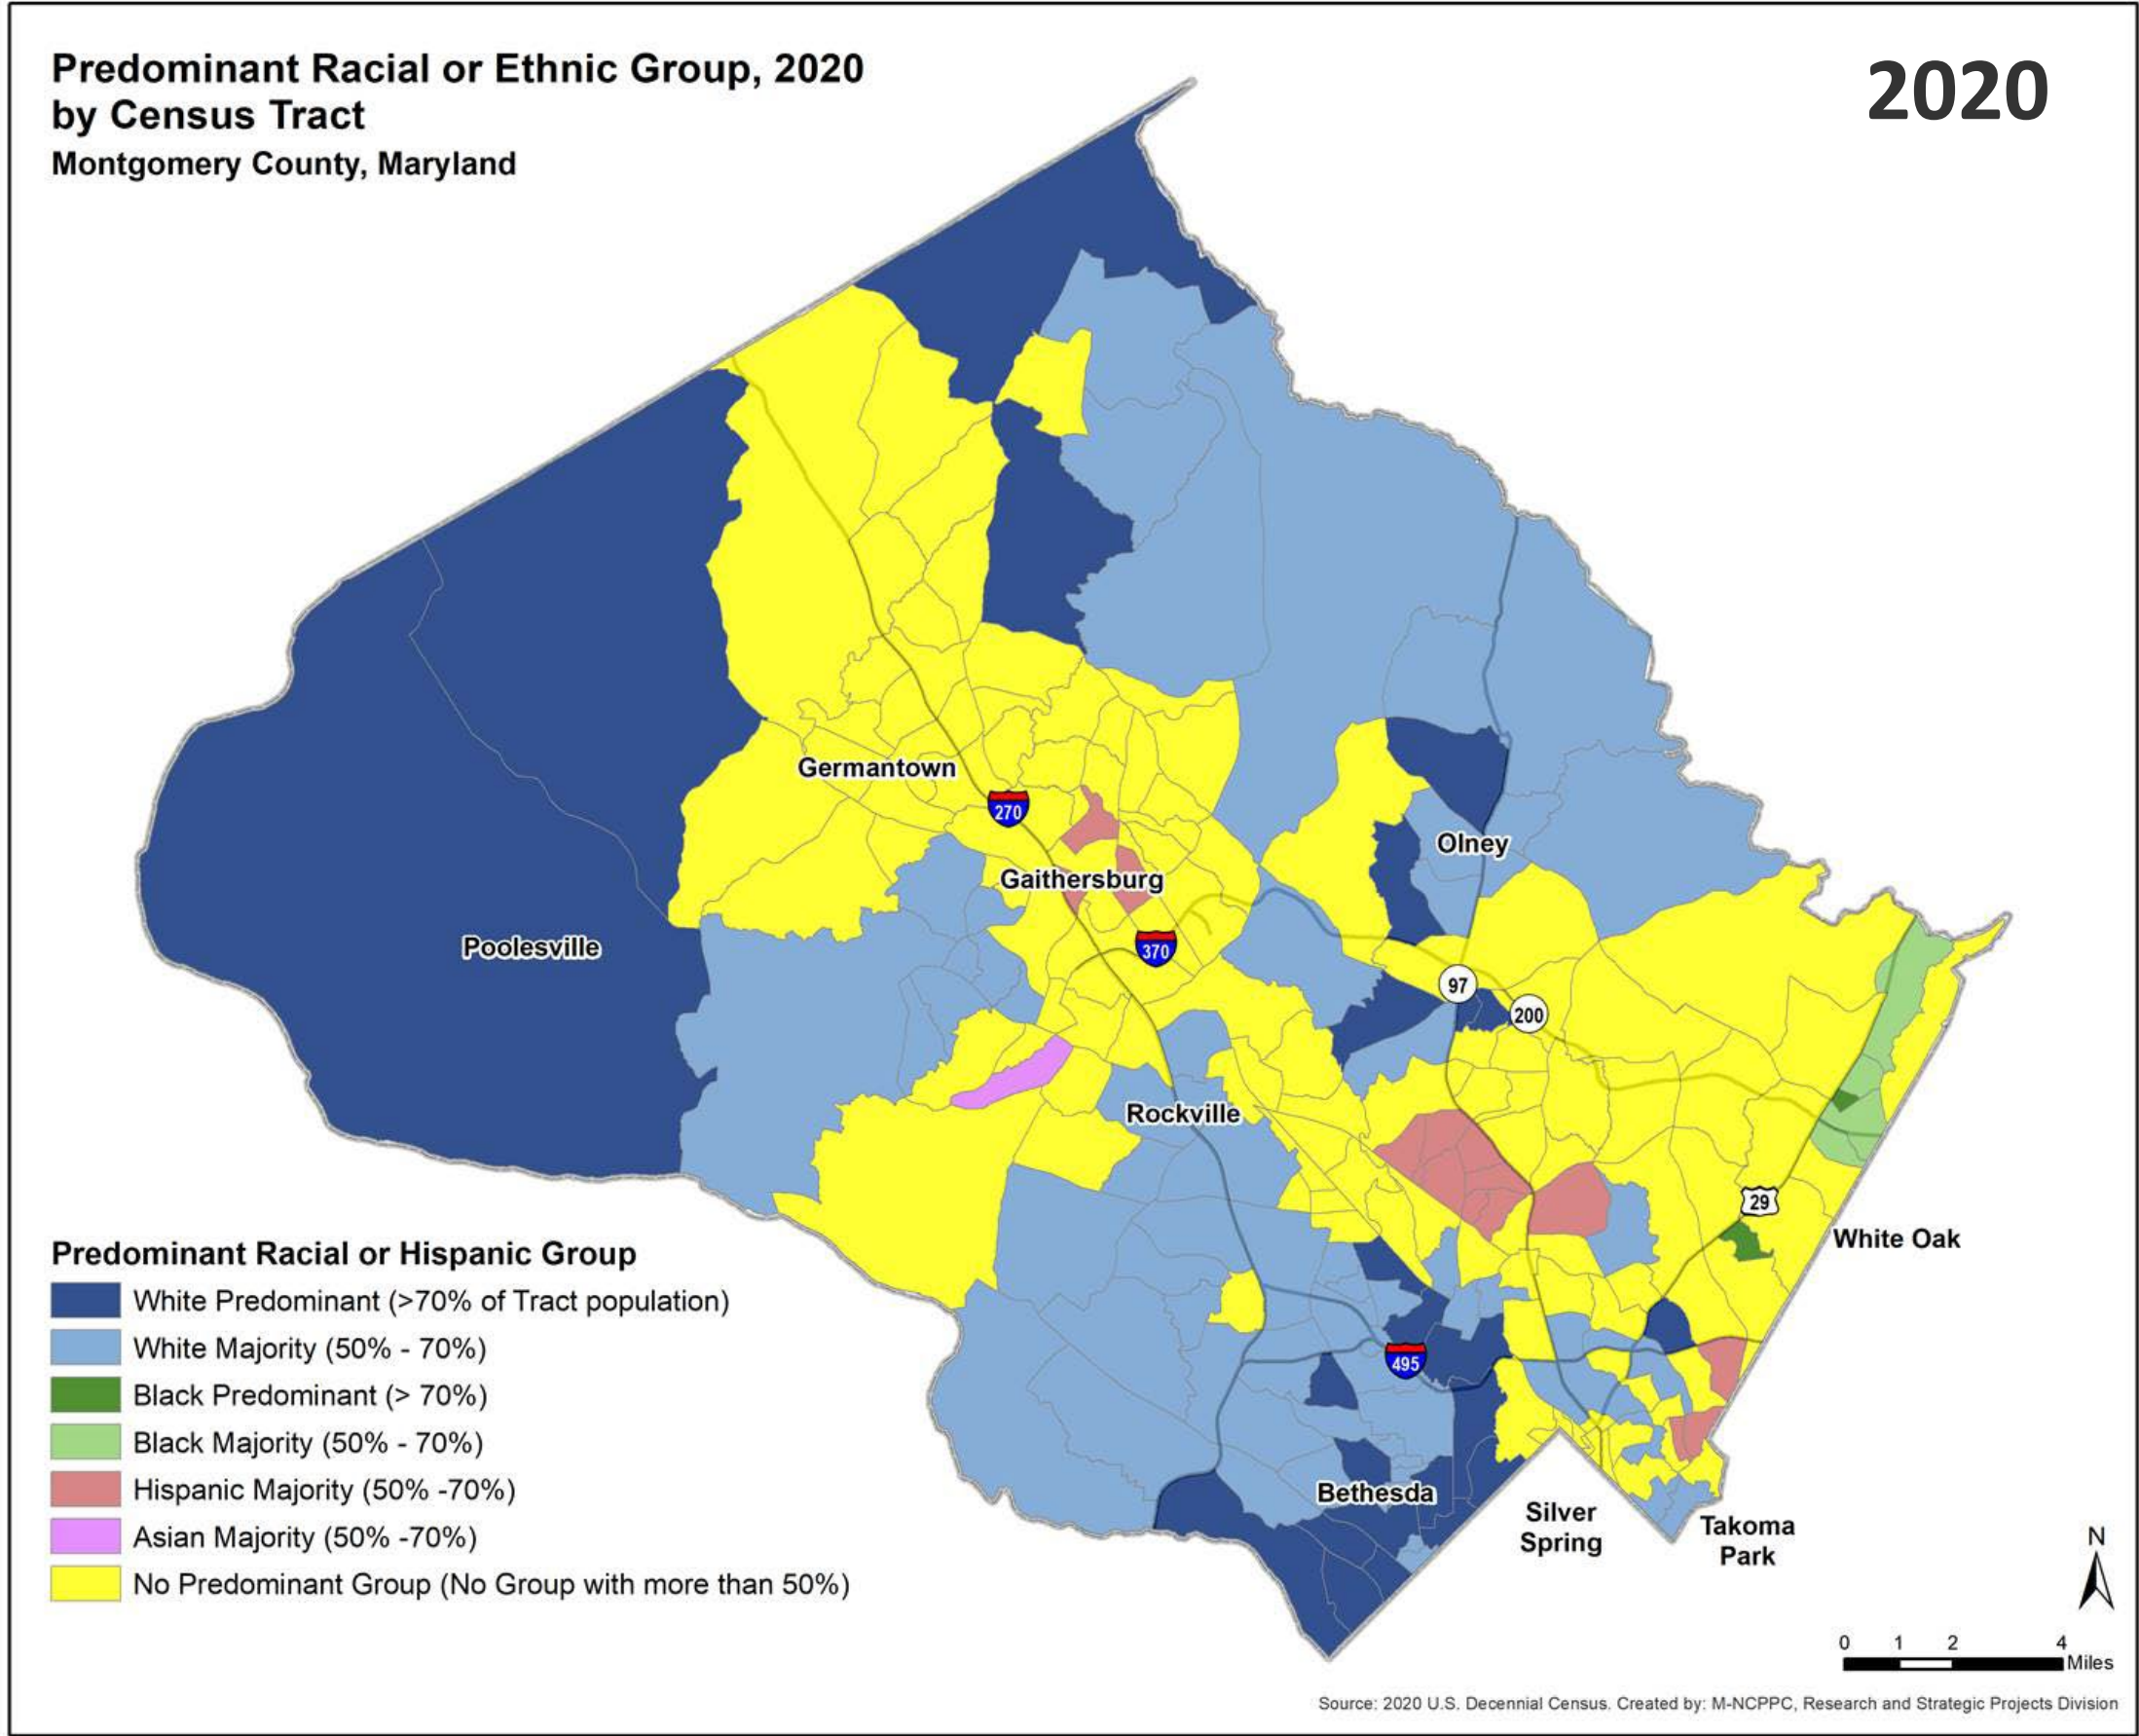 Predominant Racial or Ethnic Group, 2020
by Census Tract
Montgomery County, Maryland
2020
Germantown
270
Olney
Gaithersburg
Poolesville
370
97
200
Rockville
29
White Oak
495
Bethesda
Silver
Spring
Takoma
Park
Predominant Racial or Hispanic Group
White Predominant (>70% of Tract population)
White Majority (50% - 70%)
Black Predominant (> 70%)
Black Majority (50% - 70%)
Hispanic Majority (50% -70%)
Asian Majority (50% -70%)
No Predominant Group (No Group with more than 50%)
N
0 1 2 4
Miles
Source: 2020 U.S. Decennial Census. Created by: M-NCPPC, Research and Strategic Projects Division